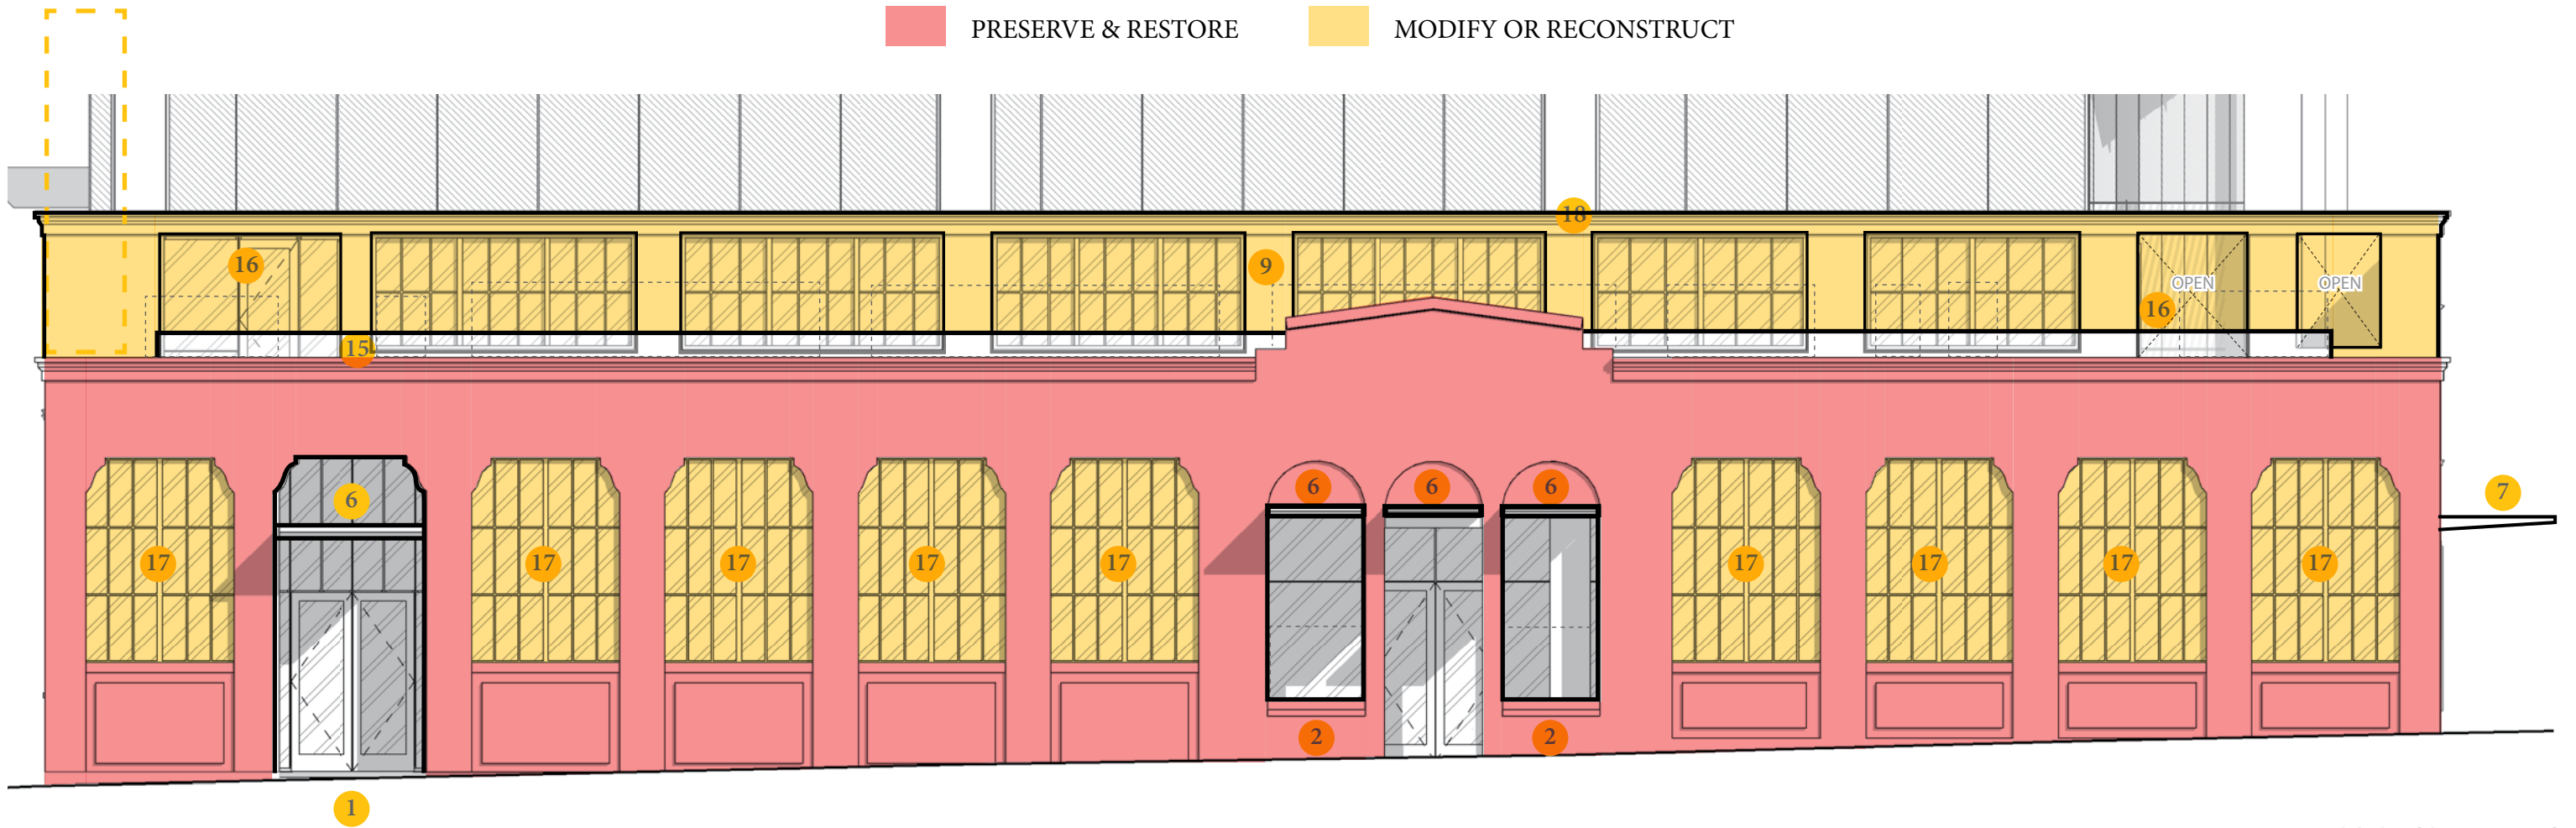 PRESERVE & RESTORE MODIFY OR RECONSTRUCT
18
16 9
OPEN OPEN
16
15
6 6 6 6 7
17 17 17 17 17 17 17 17 17
2 2
1